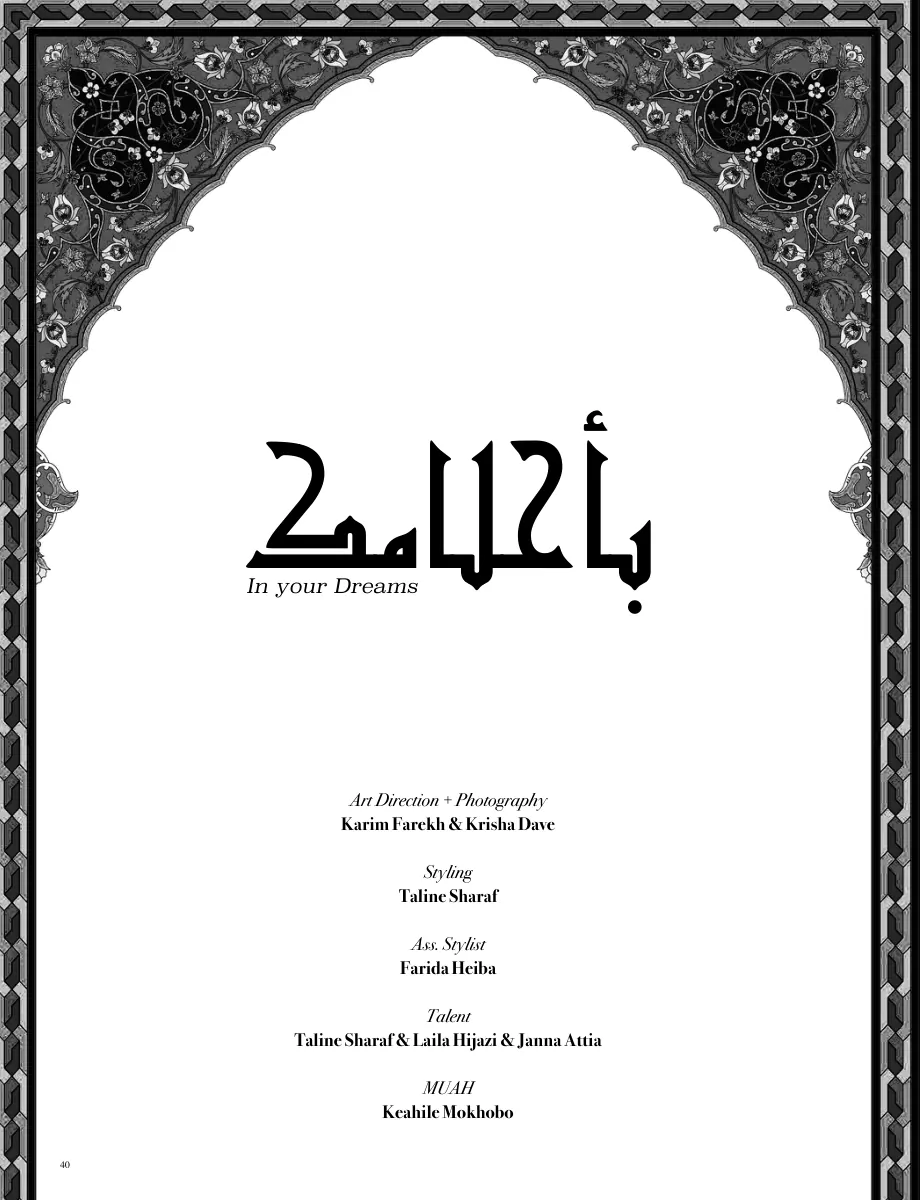 بأحلامك
In your Dreams
Art Direction + Photography
Karim Farekh & Krisha Dave
Styling
Taline Sharaf
Ass. Stylist
Farida Heiba
Talent
Taline Sharaf & Laila Hijazi & Janna Attia
MUAH
Keahile Mokhobo
40